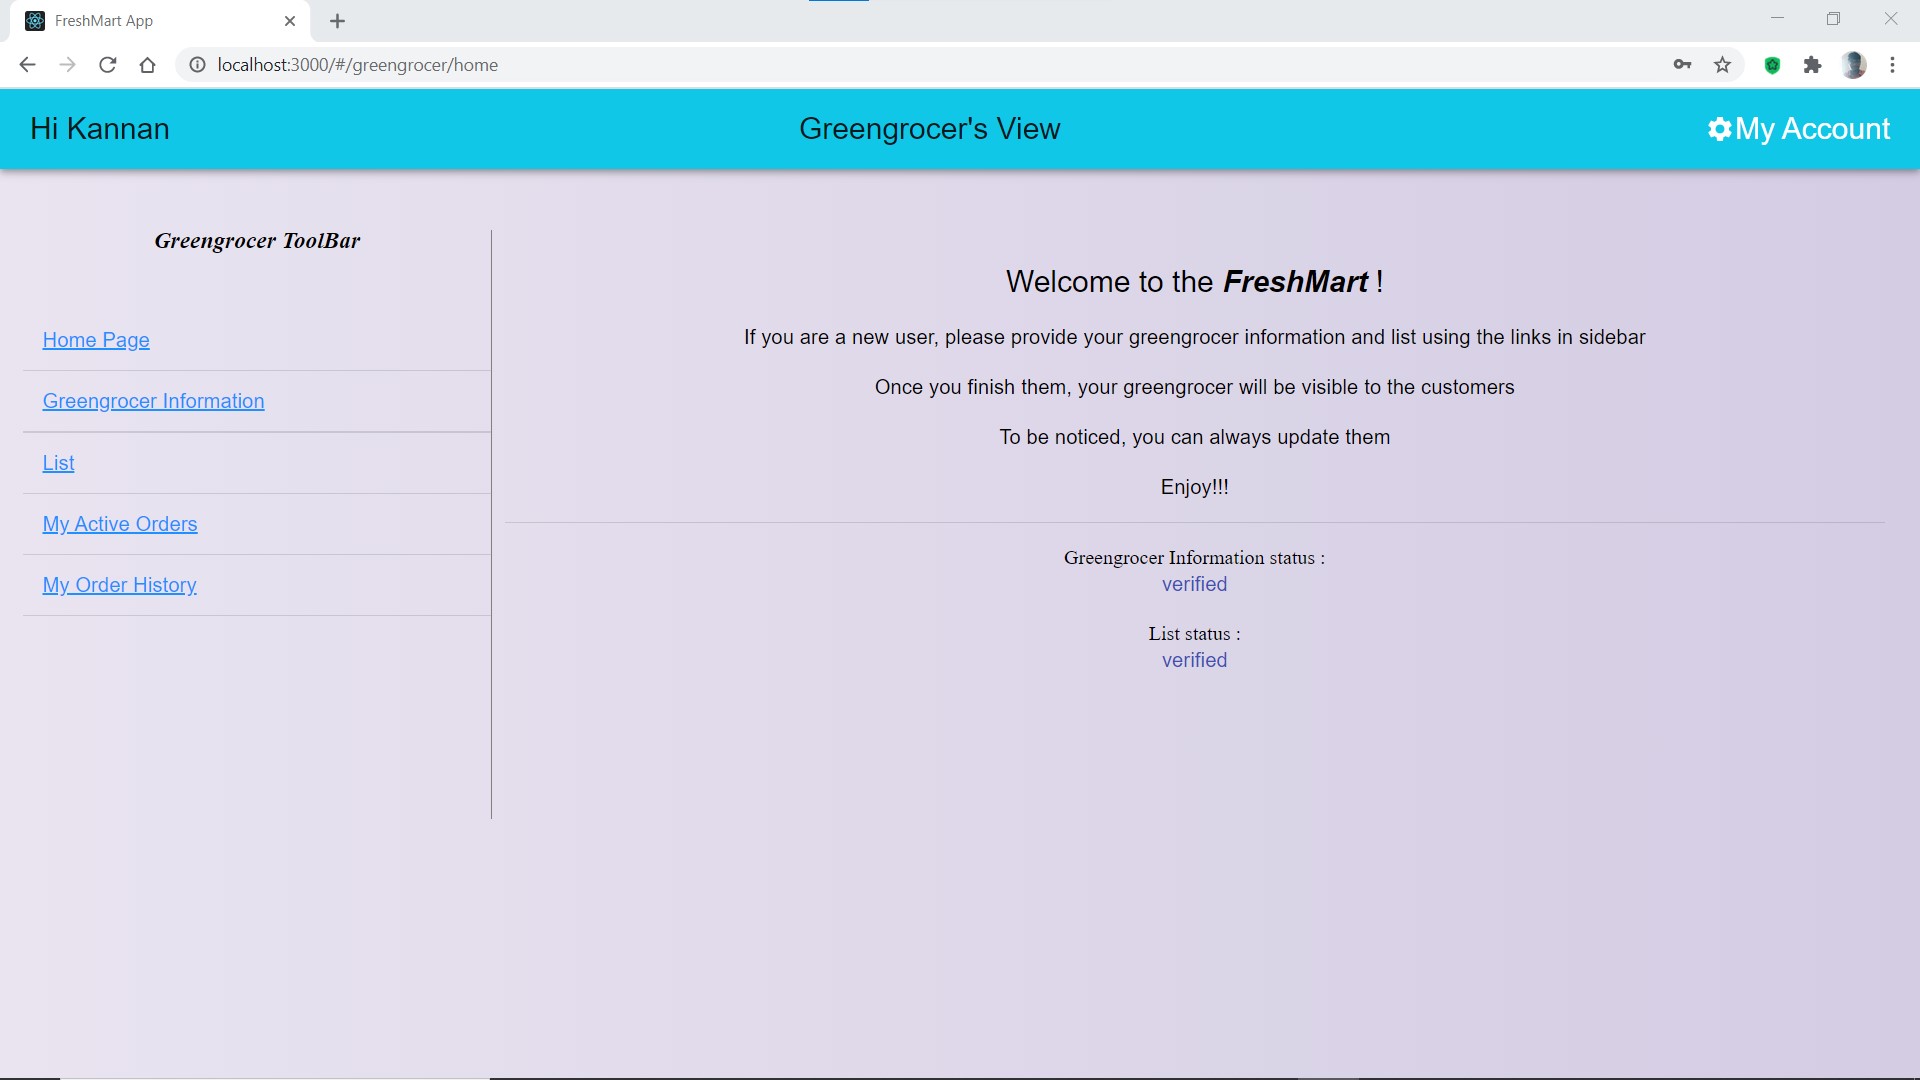 FreshMart App
localhost:3000/#/greengrocer/home
Hi Kannan
Greengrocer's View
My Account
Greengrocer ToolBar
Home Page
Greengrocer Information
List
My Active Orders
My Order History
Welcome to the FreshMart !
If you are a new user, please provide your greengrocer information and list using the links in sidebar
Once you finish them, your greengrocer will be visible to the customers
To be noticed, you can always update them
Enjoy!!!
Greengrocer Information status :
verified
List status :
verified